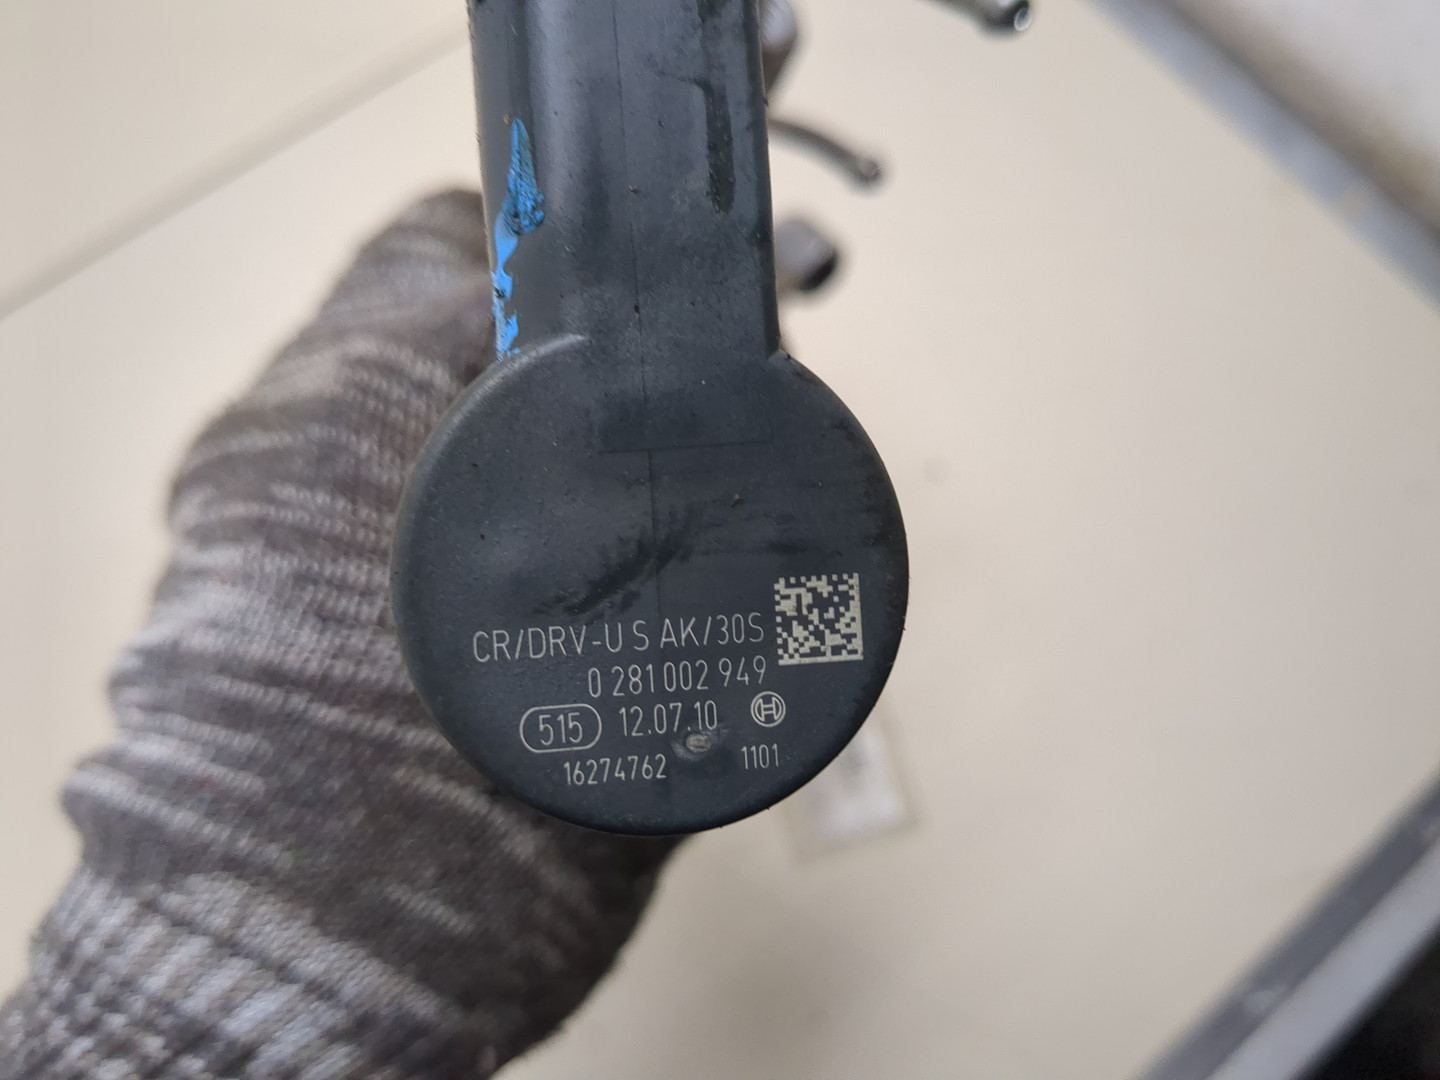 CR/DRV-U S AK/30S
0 281 002 949
515 12.07.10
16274762 1101